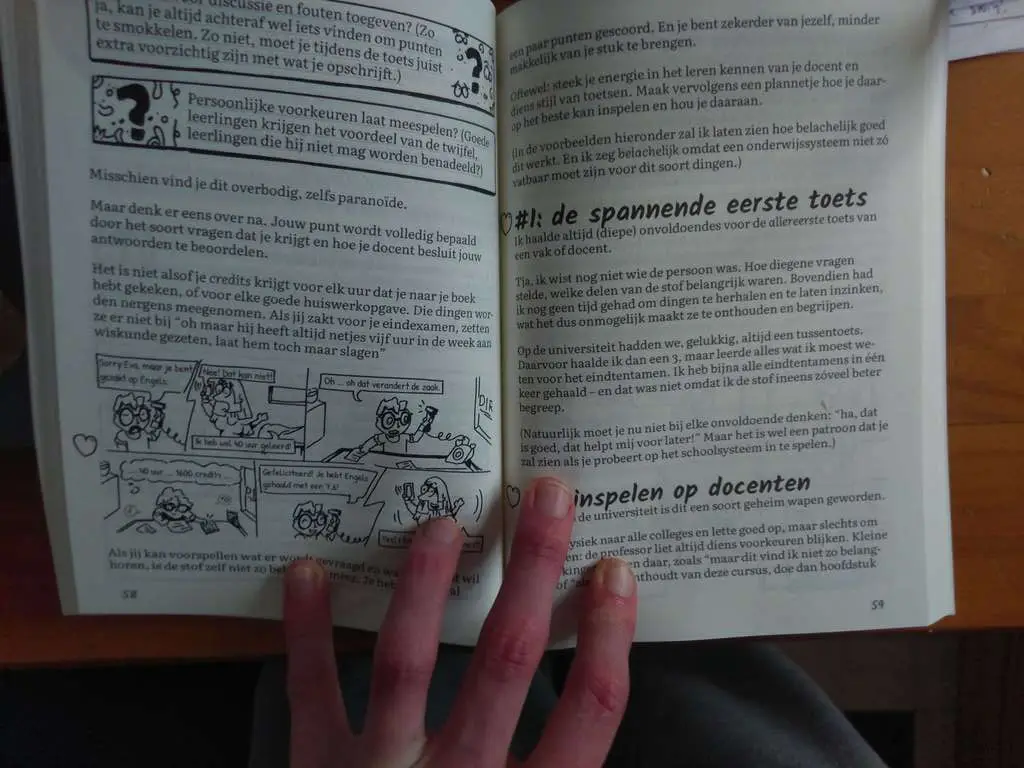 discussie en fouten toegeven? (Zo
ja, kan je altijd achteraf wel iets vinden om punten
te smokkelen. Zo niet, moet je tijdens de toets juist
extra voorzichtig zijn met wat je opschrijft.)
Persoonlijke voorkeuren laat meespelen? (Goede
leerlingen krijgen het voordeel van de twijfel,
leerlingen die hij niet mag worden benadeeld?)
Misschien vind je dit overbodig, zelfs paranoïde.
Maar denk er eens over na. Jouw punt wordt volledig bepaald
door het soort vragen dat je krijgt en hoe je docent besluit jouw
antwoorden te beoordelen.
Het is niet alsof je credits krijgt voor elk uur dat je naar je boek
hebt gekeken, of voor elke goede huiswerkopgave. Die dingen wor-
den nergens meegenomen. Als jij zakt voor je eindexamen, zetten
ze er niet bij "oh maar hij heeft altijd netjes vijf uur in de week aan
wiskunde gezeten, laat hem toch maar slagen"
Sorry Eva, maar je bent
gezakt op Engels.
Nee! Dat kan niet!
Ik heb wel 40 uur geleerd!
Oh ... oh dat verandert de zaak.
DIR
... 40 uur ... 1600 credits ...
Gefeliciteerd! Je hebt Engels
gehaald met een
Als jij kan voorspellen wat er wordt gevraagd en
wil
horen, is de stof zelf niet zo
Je
al
58
een paar punten gescoord. En je bent zekerder van jezelf, minder
makkelijk van je stuk te brengen.
Oftewel: steek je energie in het leren kennen van je docent en
diens stijl van toetsen. Maak vervolgens een plannetje hoe je daar-
op het beste kan inspelen en hou je daaraan.
(In de voorbeelden hieronder zal ik laten zien hoe belachelijk goed
dit werkt. En ik zeg belachelijk omdat een onderwijssysteem niet zó
vatbaar moet zijn voor dit soort dingen.)
#1: de spannende eerste toets
Ik haalde altijd (diepe) onvoldoendes voor de allereerste toets van
een vak of docent.
Tja, ik wist nog niet wie de persoon was. Hoe diegene vragen
stelde, welke delen van de stof belangrijk waren. Bovendien had
ik nog geen tijd gehad om dingen te herhalen en te laten inzinken,
wat het dus onmogelijk maakt ze te onthouden en begrijpen.
Op de universiteit hadden we, gelukkig, altijd een tussentoets.
Daarvoor haalde ik dan een 3, maar leerde alles wat ik moest we-
ten voor het eindtentamen. Ik heb bijna alle eindtentamens in één
keer gehaald – en dat was niet omdat ik de stof ineens zóveel beter
begreep.
(Natuurlijk moet je nu niet bij elke onvoldoende denken: "ha, dat
is goed, dat helpt mij voor later!" Maar het is wel een patroon dat je
zal zien als je probeert op het schoolsysteem in te spelen.)
inspelen op docenten
de universiteit is dit een soort geheim wapen geworden.
fysiek naar alle colleges en lette goed op, maar slechts om
de professor liet altijd diens voorkeuren blijken. Kleine
en daar, zoals "maar dit vind ik niet zo belang-
of
onthoudt van deze cursus, doe dan hoofdstuk
59